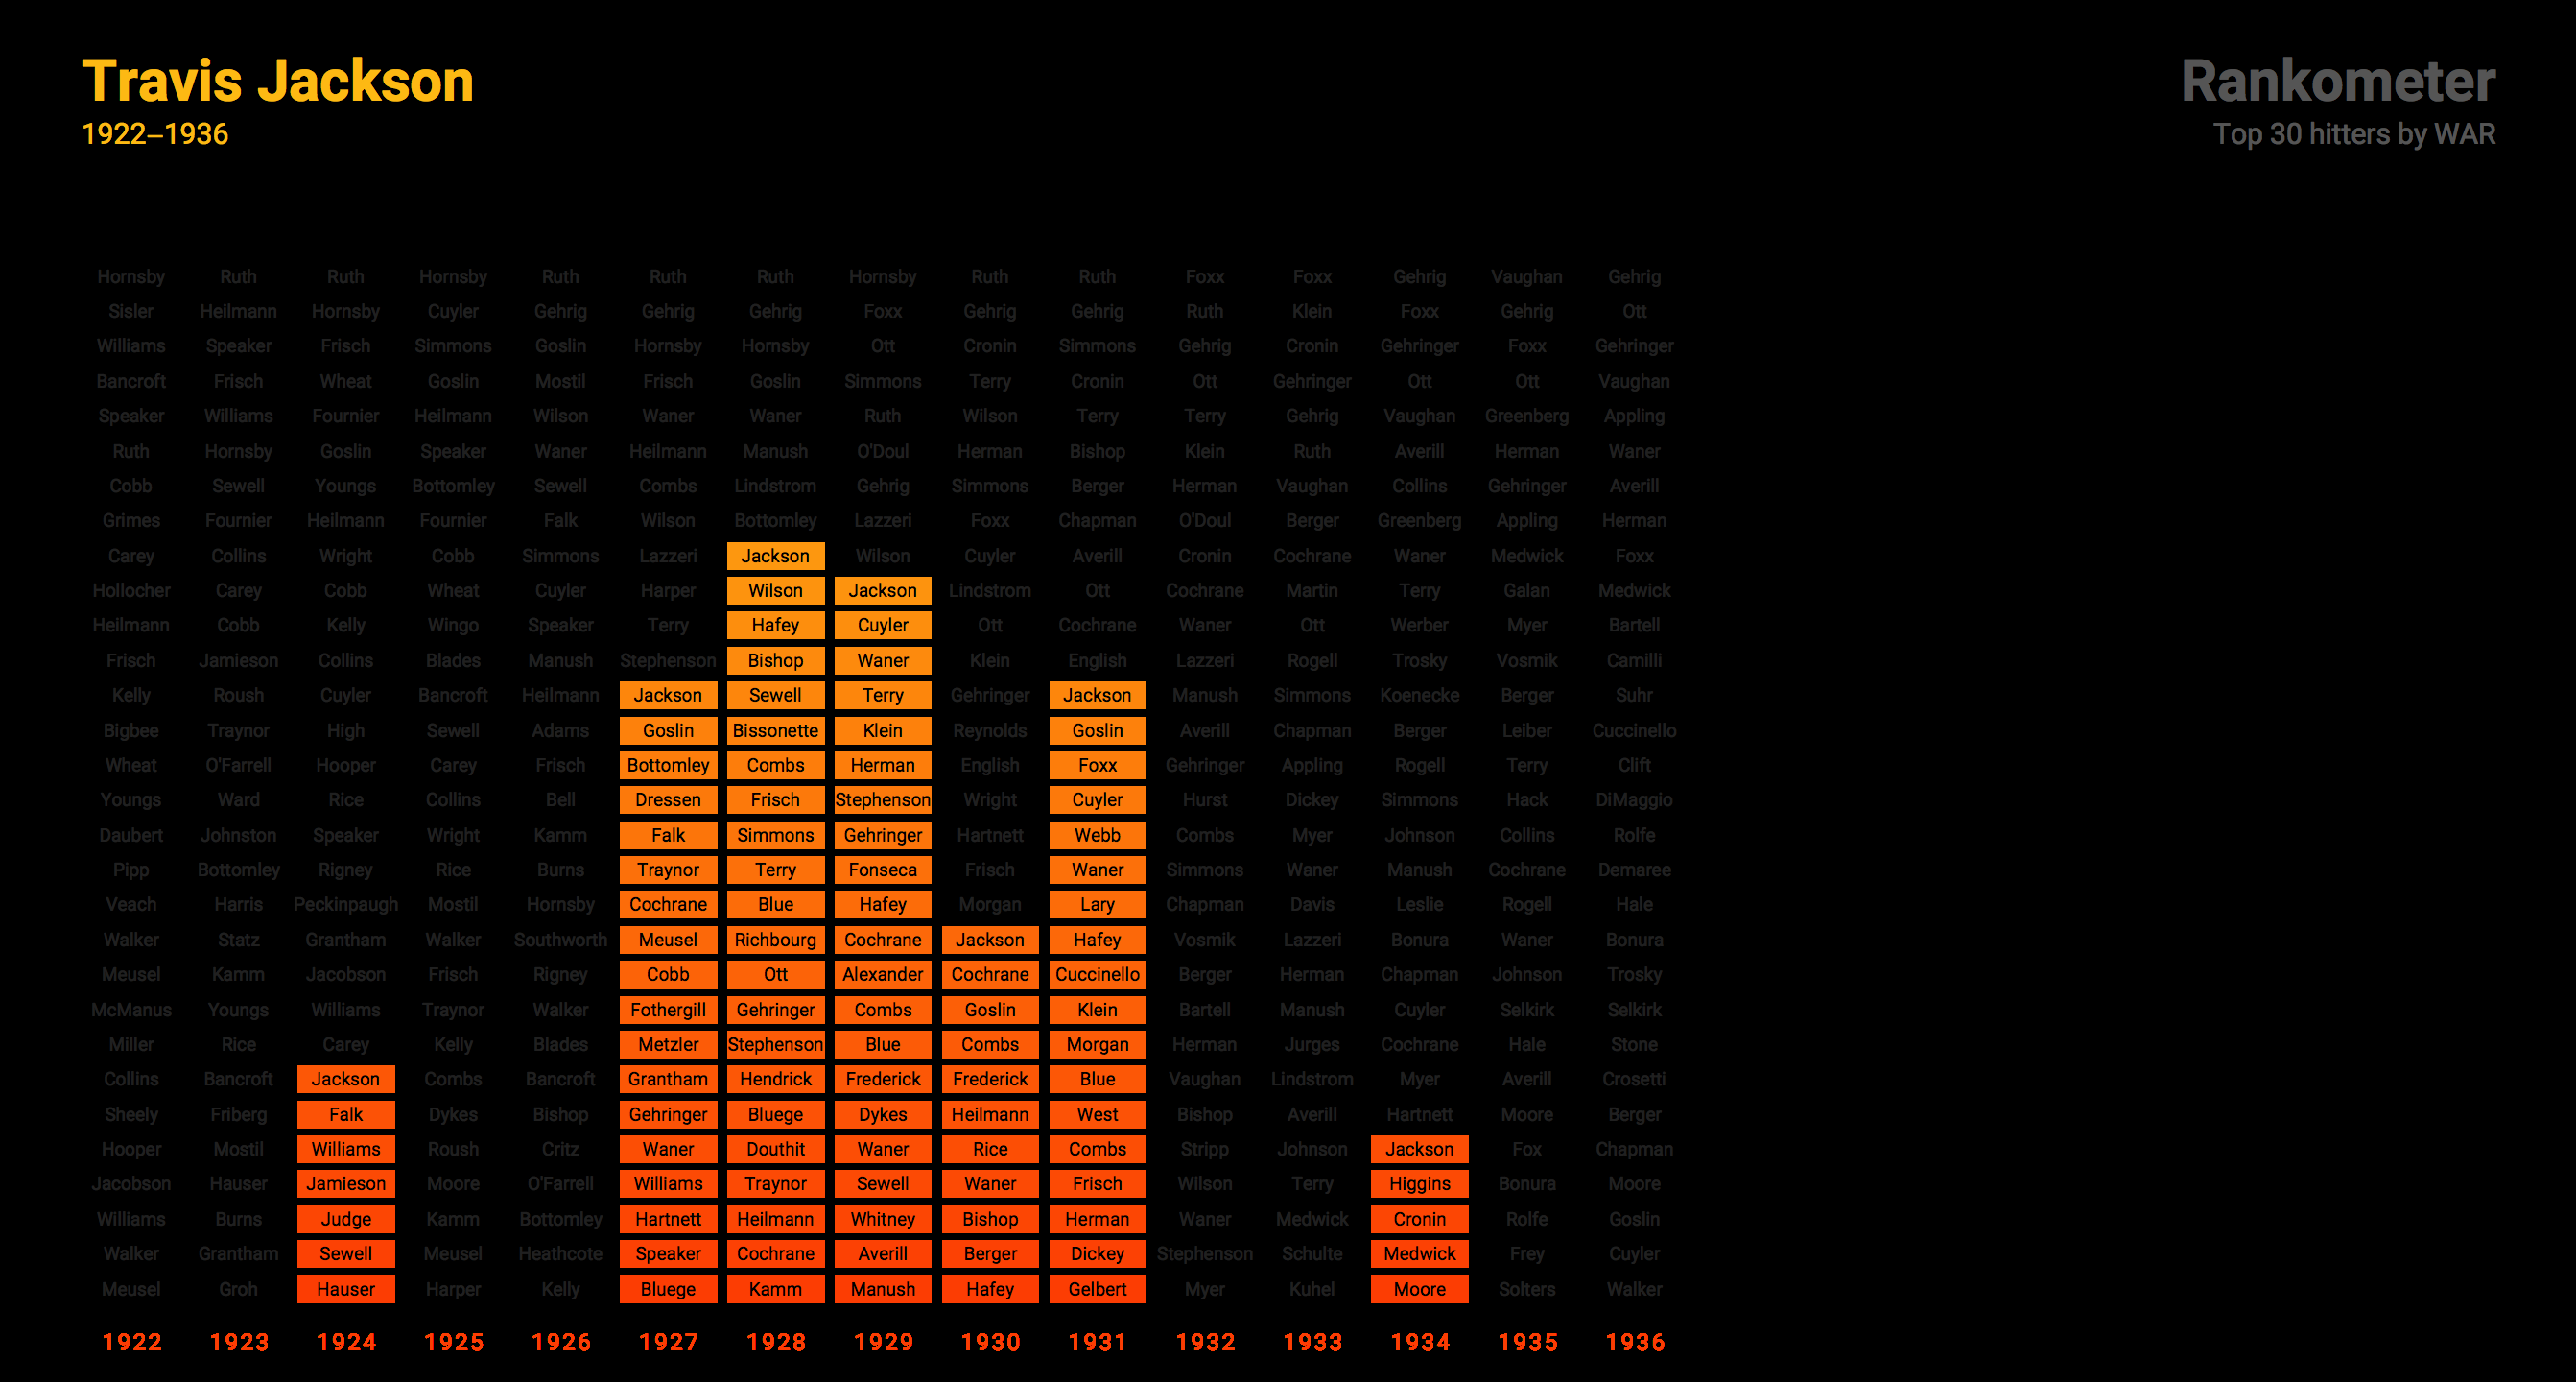 Travis Jackson
1922–1936
Rankometer
Top 30 hitters by WAR
Hornsby Ruth Ruth Hornsby Ruth Ruth Ruth Hornsby Ruth Ruth Foxx Foxx Gehrig Vaughan Gehrig
Sisler Heilmann Hornsby Cuyler Gehrig Gehrig Gehrig Foxx Gehrig Gehrig Ruth Klein Foxx Gehrig Ott
Williams Speaker Frisch Simmons Goslin Hornsby Hornsby Ott Cronin Simmons Gehrig Cronin Gehringer Foxx Gehringer
Bancroft Frisch Wheat Goslin Mostil Frisch Goslin Simmons Terry Cronin Ott Gehringer Ott Ott Vaughan
Speaker Williams Fournier Heilmann Wilson Waner Waner Ruth Wilson Terry Terry Gehrig Vaughan Greenberg Appling
Ruth Hornsby Goslin Speaker Waner Heilmann Manush O'Doul Herman Bishop Klein Ruth Averill Herman Waner
Cobb Sewell Youngs Bottomley Sewell Combs Lindstrom Gehrig Simmons Berger Herman Vaughan Collins Gehringer Averill
Grimes Fournier Heilmann Fournier Falk Wilson Bottomley Lazzeri Foxx Chapman O'Doul Berger Greenberg Appling Herman
Carey Collins Wright Cobb Simmons Lazzeri Jackson Wilson Cuyler Averill Cronin Cochrane Waner Medwick Foxx
Hollocher Carey Cobb Wheat Cuyler Harper Wilson Jackson Lindstrom Ott Cochrane Martin Terry Galan Medwick
Heilmann Cobb Kelly Wingo Speaker Terry Hafey Cuyler Ott Cochrane Waner Ott Werber Myer Bartell
Frisch Jamieson Collins Blades Manush Stephenson Bishop Waner Klein English Lazzeri Rogell Trosky Vosmik Camilli
Kelly Roush Cuyler Bancroft Heilmann Jackson Sewell Terry Gehringer Jackson Manush Simmons Koenecke Berger Suhr
Bigbee Traynor High Sewell Adams Goslin Bissonette Klein Reynolds Goslin Averill Chapman Berger Leiber Cuccinello
Wheat O'Farrell Hooper Carey Frisch Bottomley Combs Herman English Foxx Gehringer Appling Rogell Terry Clift
Youngs Ward Rice Collins Bell Dressen Frisch Stephenson Wright Cuyler Hurst Dickey Simmons Hack DiMaggio
Daubert Johnston Speaker Wright Kamm Falk Simmons Gehringer Hartnett Webb Combs Myer Johnson Collins Rolfe
Pipp Bottomley Rigney Rice Burns Traynor Terry Fonseca Frisch Waner Simmons Waner Manush Cochrane Demaree
Veach Harris Peckinpaugh Mostil Hornsby Cochrane Blue Hafey Morgan Lary Chapman Davis Leslie Rogell Hale
Walker Statz Grantham Walker Southworth Meusel Richbourg Cochrane Jackson Hafey Vosmik Lazzeri Bonura Waner Bonura
Meusel Kamm Jacobson Frisch Rigney Cobb Ott Alexander Cochrane Cuccinello Berger Herman Chapman Johnson Trosky
McManus Youngs Williams Traynor Walker Fothergill Gehringer Combs Goslin Klein Bartell Manush Cuyler Selkirk Selkirk
Miller Rice Carey Kelly Blades Metzler Stephenson Blue Combs Morgan Herman Jurges Cochrane Hale Stone
Collins Bancroft Jackson Combs Bancroft Grantham Hendrick Frederick Frederick Blue Vaughan Lindstrom Myer Averill Crosetti
Sheely Friberg Falk Dykes Bishop Gehringer Bluege Dykes Heilmann West Bishop Averill Hartnett Moore Berger
Hooper Mostil Williams Roush Critz Waner Douthit Waner Rice Combs Stripp Johnson Jackson Fox Chapman
Jacobson Hauser Jamieson Moore O'Farrell Williams Traynor Sewell Waner Frisch Wilson Terry Higgins Bonura Moore
Williams Burns Judge Kamm Bottomley Hartnett Heilmann Whitney Bishop Herman Waner Medwick Cronin Rolfe Goslin
Walker Grantham Sewell Meusel Heathcote Speaker Cochrane Averill Berger Dickey Stephenson Schulte Medwick Frey Cuyler
Meusel Groh Hauser Harper Kelly Bluege Kamm Manush Hafey Gelbert Myer Kuhel Moore Solters Walker
1922 1923 1924 1925 1926 1927 1928 1929 1930 1931 1932 1933 1934 1935 1936